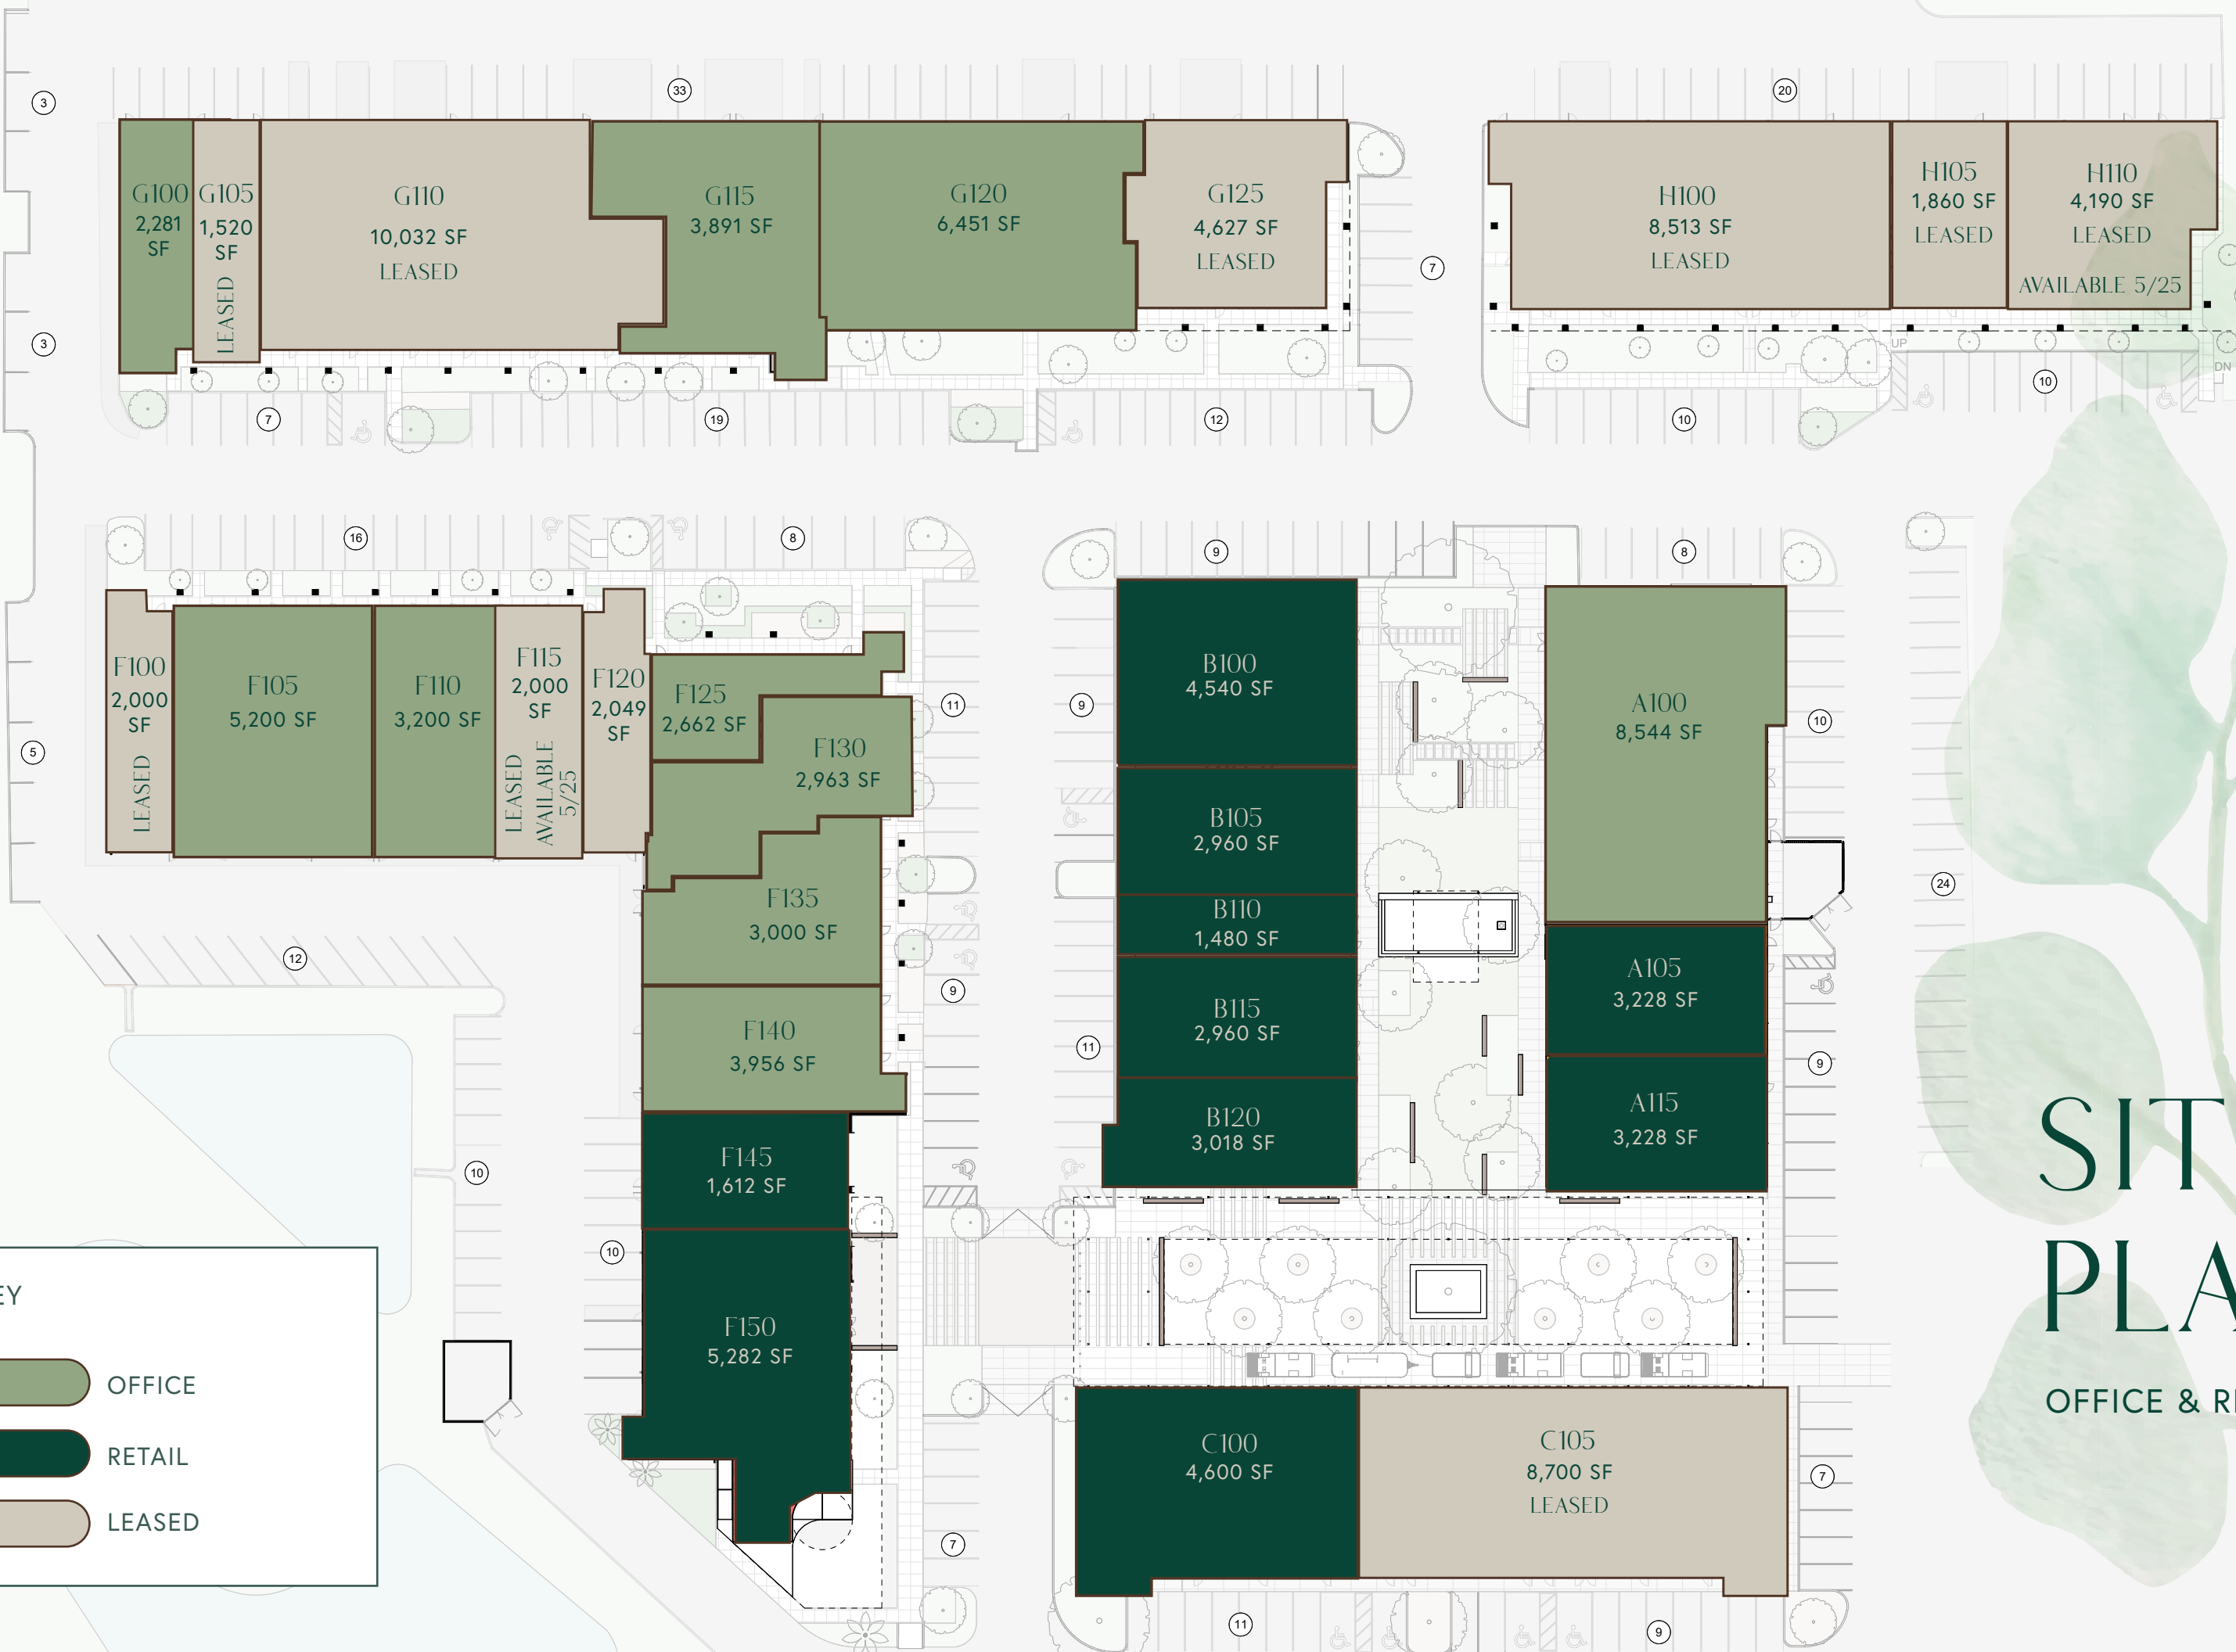 3
33
20
G100
2,281
SF
G105
1,520
SF
LEASED
G110
10,032 SF
LEASED
G115
3,891 SF
G120
6,451 SF
G125
4,627 SF
LEASED
7
H100
8,513 SF
LEASED
H105
1,860 SF
LEASED
H110
4,190 SF
LEASED
AVAILABLE 5/25
3
UP
DN
7
19
12
10
10
16
8
9
8
F100
2,000
SF
LEASED
F105
5,200 SF
F110
3,200 SF
F115
2,000
SF
LEASED
AVAILABLE
5/25
F120
2,049
SF
F125
2,662 SF
F130
2,963 SF
11
9
5
B100
4,540 SF
A100
8,544 SF
10
B105
2,960 SF
24
F135
3,000 SF
B110
1,480 SF
12
9
A105
3,228 SF
B115
2,960 SF
11
F140
3,956 SF
9
B120
3,018 SF
A115
3,228 SF
10
F145
1,612 SF
10
F150
5,282 SF
SIT
PLA
OFFICE & R
EY
OFFICE
RETAIL
LEASED
C100
4,600 SF
C105
8,700 SF
LEASED
7
7
11
9